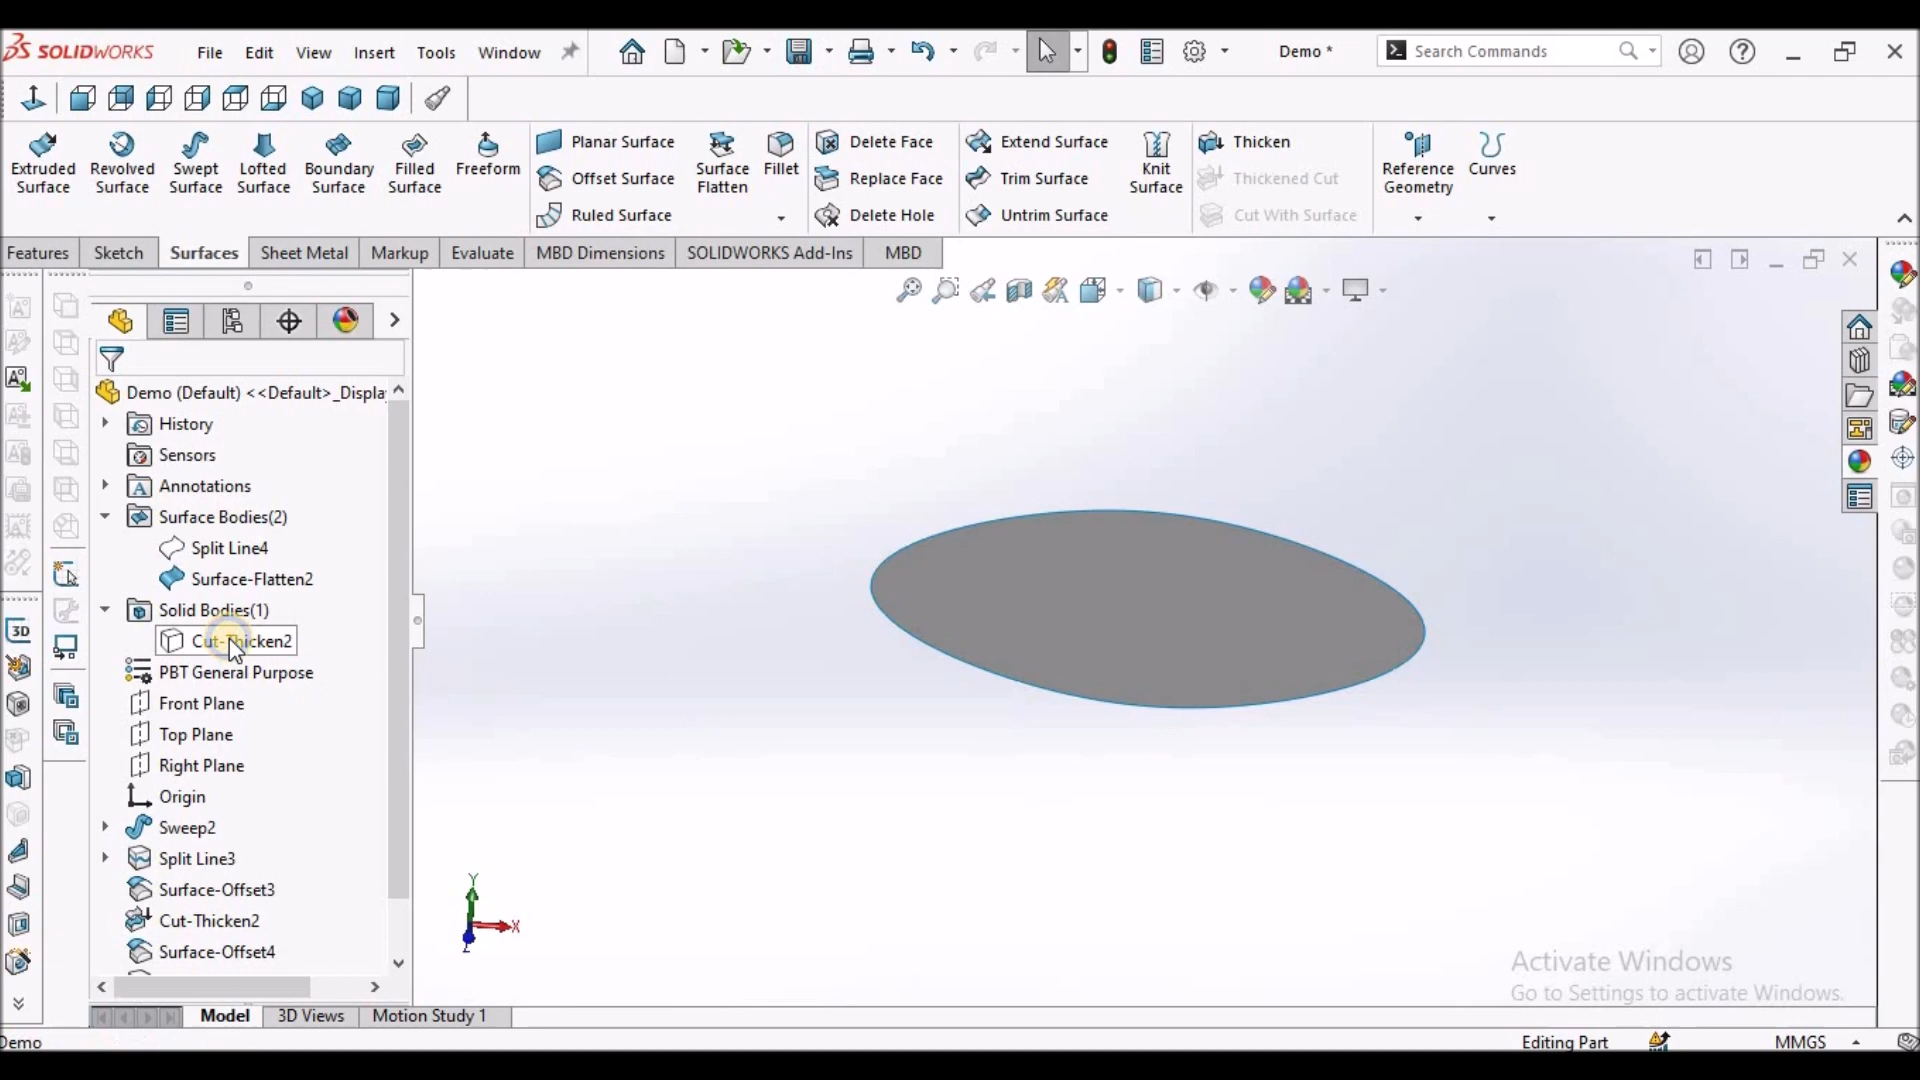 SOLIDWORKS File Edit View Insert Tools Window Demo * Search Commands
Extruded Surface
Revolved Surface
Swept Surface
Lofted Surface
Boundary Surface
Filled Surface
Freeform
Planar Surface
Offset Surface
Ruled Surface
Surface Flatten
Fillet
Delete Face
Replace Face
Delete Hole
Extend Surface
Trim Surface
Untrim Surface
Knit Surface
Thicken
Thickened Cut
Cut With Surface
Reference Geometry
Curves
Features Sketch Surfaces Sheet Metal Markup Evaluate MBD Dimensions SOLIDWORKS Add-Ins MBD
Demo (Default) <<Default>_Displa
History
Sensors
Annotations
Surface Bodies(2)
Split Line4
Surface-Flatten2
Solid Bodies(1)
Cut-Thicken2
PBT General Purpose
Front Plane
Top Plane
Right Plane
Origin
Sweep2
Split Line3
Surface-Offset3
Cut-Thicken2
Surface-Offset4
3D
Y
X
Z
Activate Windows
Go to Settings to activate Windows.
Model 3D Views Motion Study 1
Demo Editing Part MMGS